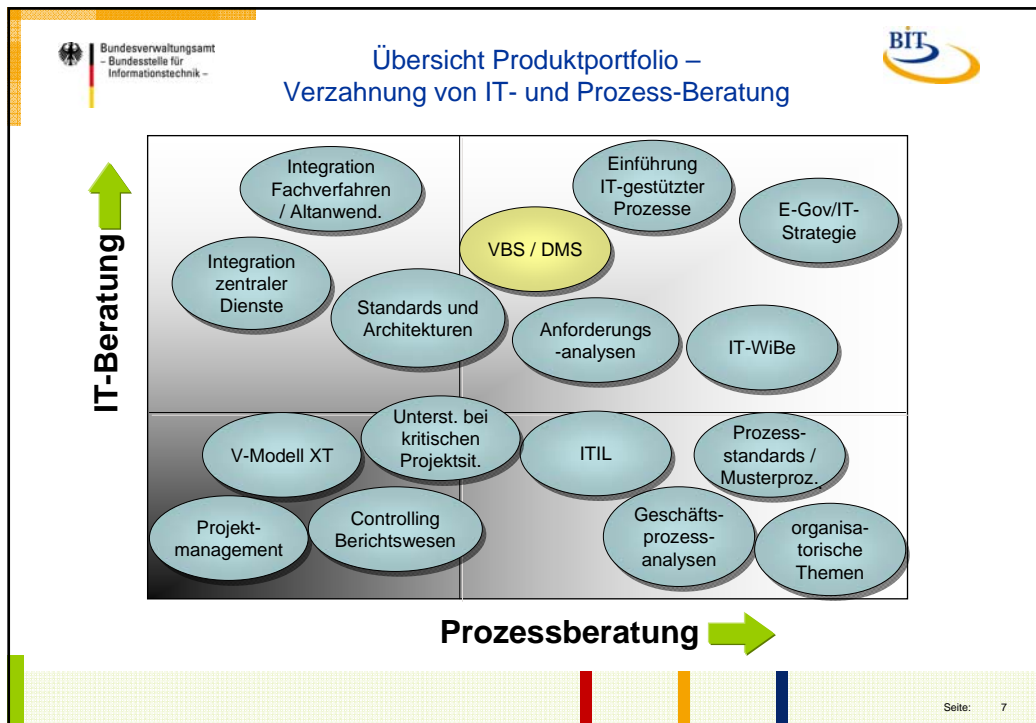 Bundesverwaltungsamt
– Bundesstelle für
Informationstechnik –
Übersicht Produktportfolio –
Verzahnung von IT- und Prozess-Beratung
BIT
IT-Beratung
Integration
Fachverfahren
/ Altanwend.
Einführung
IT-gestützter
Prozesse
E-Gov/IT-
Strategie
VBS / DMS
Integration
zentraler
Dienste
Standards und
Architekturen
Anforderungs
-analysen
IT-WiBe
V-Modell XT
Unterst. bei
kritischen
Projektsit.
ITIL
Prozess-
standards /
Musterproz.
Projekt-
management
Controlling
Berichtswesen
Geschäfts-
prozess-
analysen
organisa-
torische
Themen
Prozessberatung
Seite: 7